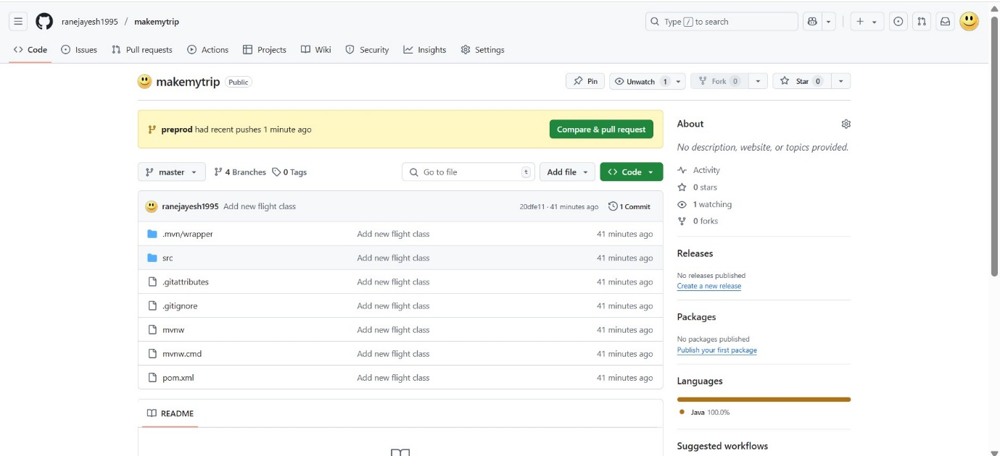 ranejayesh1995 / makemytrip
Type / to search
Code Issues Pull requests Actions Projects Wiki Security Insights Settings
makemytrip Public
Pin Unwatch 1 Fork 0 Star 0
preprod had recent pushes 1 minute ago
Compare & pull request
master 4 Branches 0 Tags
Go to file t
Add file Code
ranejayesh1995 Add new flight class 20dfe11 · 41 minutes ago 1 Commit
.mvn/wrapper Add new flight class 41 minutes ago
src Add new flight class 41 minutes ago
.gitattributes Add new flight class 41 minutes ago
.gitignore Add new flight class 41 minutes ago
mvnw Add new flight class 41 minutes ago
mvnw.cmd Add new flight class 41 minutes ago
pom.xml Add new flight class 41 minutes ago
README
About
No description, website, or topics provided.
Activity
0 stars
1 watching
0 forks
Releases
No releases published
Create a new release
Packages
No packages published
Publish your first package
Languages
Java 100.0%
Suggested workflows